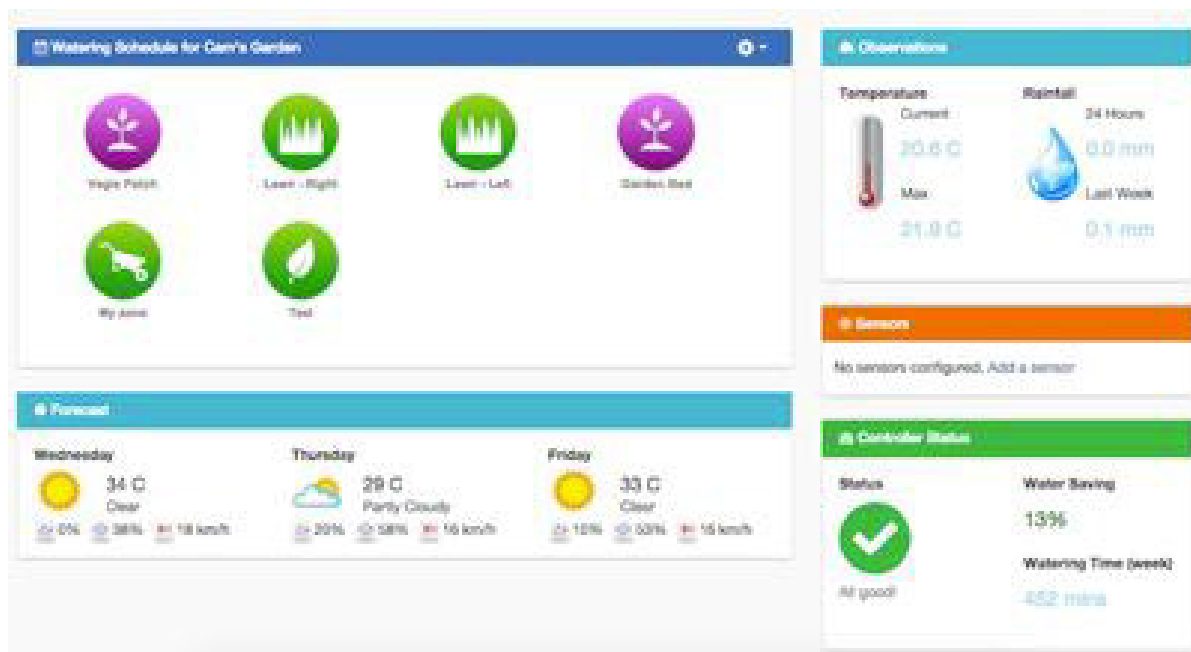 Watering Schedule for Cam's Garden
Vegie Patch
Lawn - Right
Lawn - Left
Garden Bed
My zone
Test
Forecast
Wednesday
34 C
Clear
0% 38% 18 km/h
Thursday
29 C
Partly Cloudy
20% 58% 16 km/h
Friday
33 C
Clear
10% 53% 16 km/h
Observations
Temperature
Current
20.6 C
Max
21.9 C
Rainfall
24 Hours
0.0 mm
Last Week
0.1 mm
Sensors
No sensors configured. Add a sensor
Controller Status
Status
All good!
Water Saving
13%
Watering Time (week)
452 mins